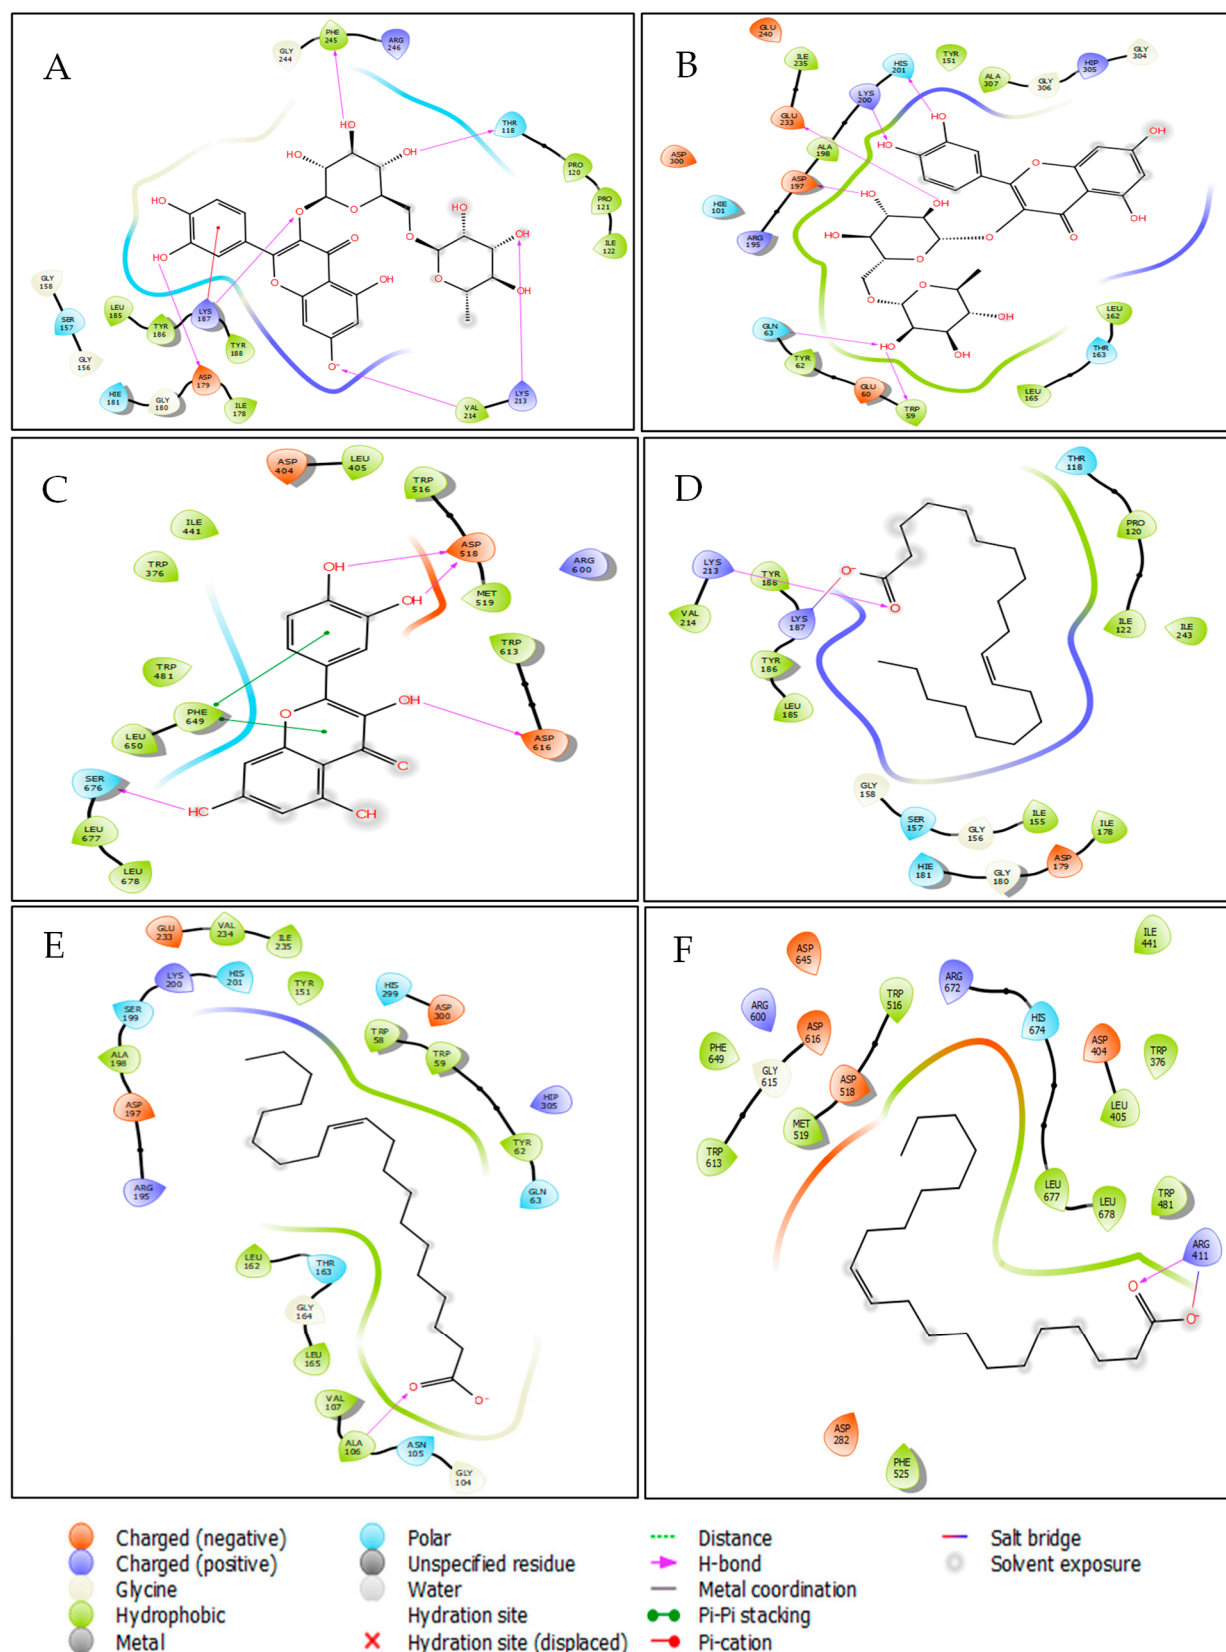 A
PHE
245
ARG
246
GLY
244
THR
118
PRO
120
PRO
121
ILE
122
HO
HO
OH
O
HO
HO
O
O
O
O
HO
OH
OH
O
OH
O
O⁻
GLY
158
SER
157
GLY
156
LEU
185
TYR
186
LYS
187
TYR
188
ASP
179
HIE
181
GLY
180
ILE
178
VAL
214
LYS
213
B
GLU
240
ILE
235
HIS
201
TYR
151
GLY
304
HIP
305
GLY
306
ALA
307
LYS
200
GLU
233
ALA
198
ASP
300
ASP
197
HIE
101
ARG
195
HO
HO
OH
O
OH
O
O
HO
OH
HO
O
O
O
OH
HO
OH
GLN
63
TYR
62
GLU
60
TRP
59
LEU
162
THR
163
LEU
165
C
ASP
404
LEU
405
TRP
516
ASP
518
MET
519
ARG
600
ILE
441
TRP
376
TRP
481
PHE
649
LEU
650
SER
676
LEU
677
LEU
678
TRP
613
ASP
616
OH
OH
OH
O
C
HC
CH
D
THR
118
PRO
120
ILE
122
ILE
243
LYS
213
VAL
214
TYR
188
LYS
187
TYR
186
LEU
185
O⁻
O
GLY
158
SER
157
GLY
156
ILE
155
ILE
178
ASP
179
GLY
180
HIE
181
E
GLU
233
VAL
234
ILE
235
LYS
200
HIS
201
SER
199
ALA
198
ASP
197
ARG
195
TYR
151
HIS
299
ASP
300
TRP
58
TRP
59
HIP
305
TYR
62
GLN
63
LEU
162
THR
163
GLY
164
LEU
165
VAL
107
ALA
106
ASN
105
GLY
104
O
O⁻
F
ASP
645
ARG
600
ASP
616
PHE
649
GLY
615
TRP
613
TRP
516
ASP
518
MET
519
ARG
672
HIS
674
ILE
441
ASP
404
TRP
376
LEU
405
LEU
677
LEU
678
TRP
481
ARG
411
O
O⁻
ASP
282
PHE
525
Charged (negative)
Charged (positive)
Glycine
Hydrophobic
Metal
Polar
Unspecified residue
Water
Hydration site
Hydration site (displaced)
Distance
H-bond
Metal coordination
Pi-Pi stacking
Pi-cation
Salt bridge
Solvent exposure